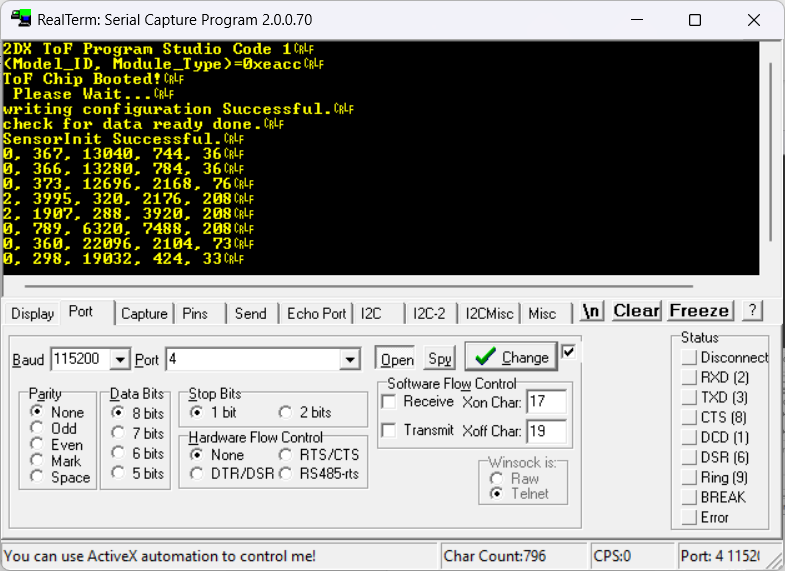 RealTerm: Serial Capture Program 2.0.0.70
2DX ToF Program Studio Code 1CRLF
(Model_ID, Module_Type)=0xeaccCRLF
ToF Chip Booted!CRLF
Please Wait...CRLF
writing configuration Successful.CRLF
check for data ready done.CRLF
SensorInit Successful.CRLF
0, 367, 13040, 744, 36CRLF
0, 366, 13280, 784, 36CRLF
0, 373, 12696, 2168, 76CRLF
2, 3995, 320, 2176, 208CRLF
2, 1907, 288, 3920, 208CRLF
0, 789, 6320, 7488, 208CRLF
0, 360, 22096, 2104, 73CRLF
0, 298, 19032, 424, 33CRLF
Display Port Capture Pins Send Echo Port I2C I2C-2 I2CMisc Misc \n Clear Freeze ?
Baud 115200 Port 4 Open Spy Change
Parity
None
Odd
Even
Mark
Space
Data Bits
8 bits
7 bits
6 bits
5 bits
Stop Bits
1 bit 2 bits
Hardware Flow Control
None RTS/CTS
DTR/DSR RS485-rts
Software Flow Control
Receive Xon Char: 17
Transmit Xoff Char: 19
Winsock is:
Raw
Telnet
Status
Disconnect
RXD (2)
TXD (3)
CTS (8)
DCD (1)
DSR (6)
Ring (9)
BREAK
Error
You can use ActiveX automation to control me! Char Count:796 CPS:0 Port: 4 11520